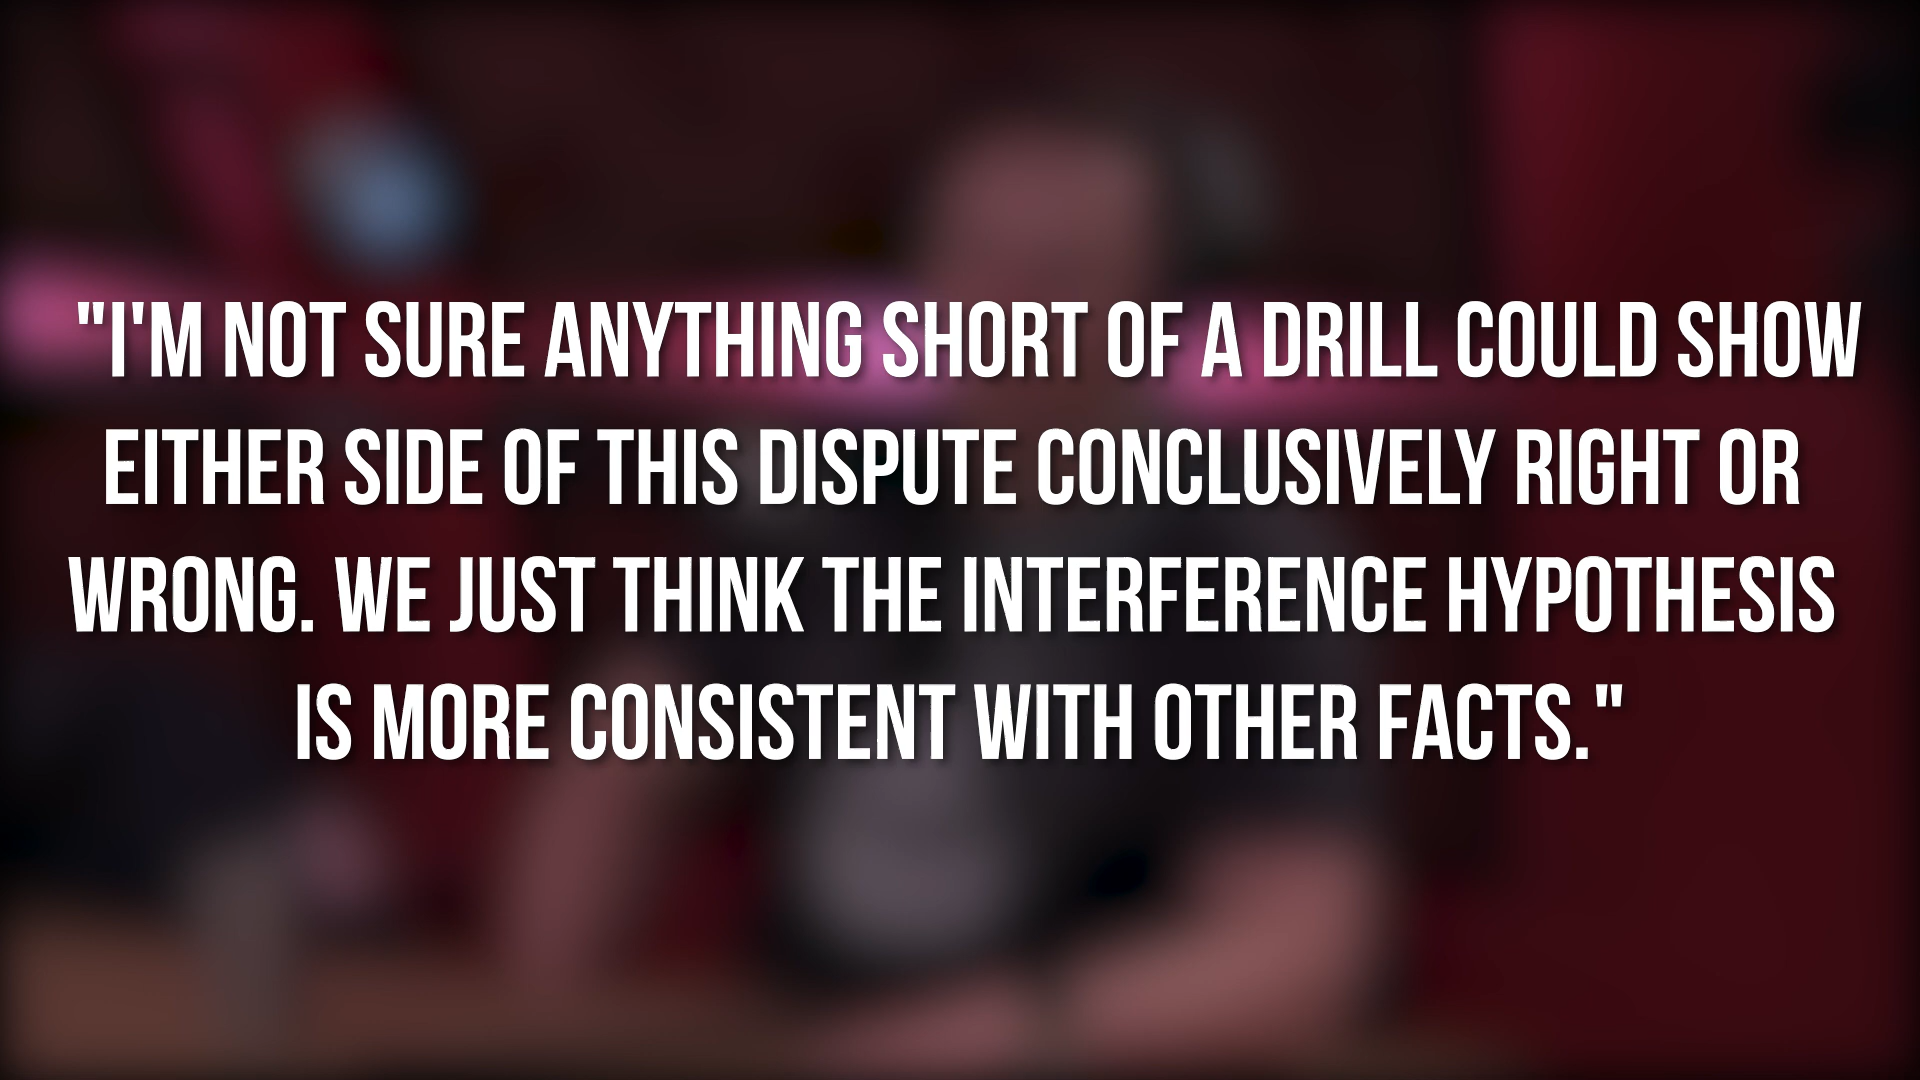 "I'M NOT SURE ANYTHING SHORT OF A DRILL COULD SHOW
EITHER SIDE OF THIS DISPUTE CONCLUSIVELY RIGHT OR
WRONG. WE JUST THINK THE INTERFERENCE HYPOTHESIS
IS MORE CONSISTENT WITH OTHER FACTS."